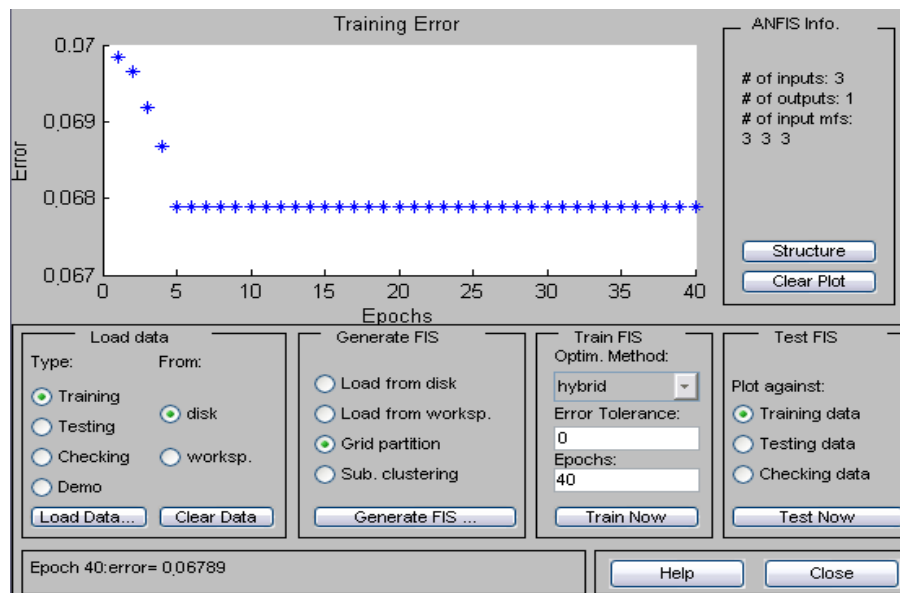 Training Error
0.07
0.069
0.068
0.067
Error
0
5
10
15
20
25
30
35
40
Epochs
ANFIS Info.
# of inputs: 3
# of outputs: 1
# of input mfs:
3 3 3
Structure
Clear Plot
Load data
Type:
From:
Training
Testing
Checking
Demo
disk
worksp.
Load Data...
Clear Data
Generate FIS
Load from disk
Load from worksp.
Grid partition
Sub. clustering
Generate FIS ...
Train FIS
Optim. Method:
hybrid
Error Tolerance:
0
Epochs:
40
Train Now
Test FIS
Plot against:
Training data
Testing data
Checking data
Test Now
Epoch 40:error= 0.06789
Help
Close